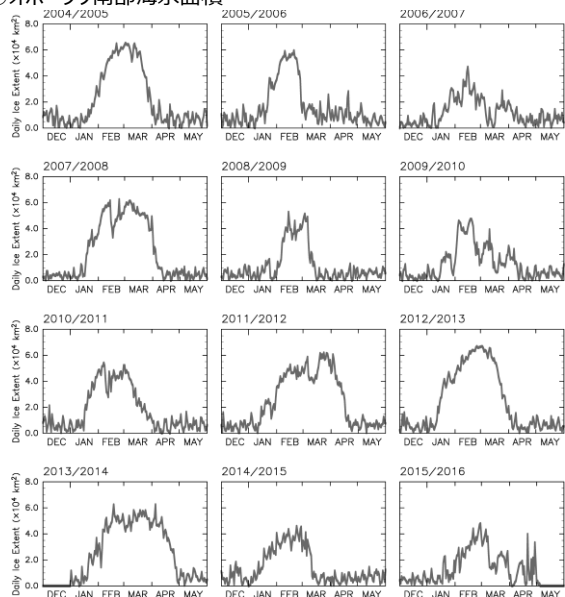 オホーツク南部海氷面積
2004/2005 2005/2006 2006/2007
Daily Ice Extent (×10⁴ km²)
8.0
6.0
4.0
2.0
0.0
DEC JAN FEB MAR APR MAY DEC JAN FEB MAR APR MAY DEC JAN FEB MAR APR MAY
2007/2008 2008/2009 2009/2010
Daily Ice Extent (×10⁴ km²)
8.0
6.0
4.0
2.0
0.0
DEC JAN FEB MAR APR MAY DEC JAN FEB MAR APR MAY DEC JAN FEB MAR APR MAY
2010/2011 2011/2012 2012/2013
Daily Ice Extent (×10⁴ km²)
8.0
6.0
4.0
2.0
0.0
DEC JAN FEB MAR APR MAY DEC JAN FEB MAR APR MAY DEC JAN FEB MAR APR MAY
2013/2014 2014/2015 2015/2016
Daily Ice Extent (×10⁴ km²)
8.0
6.0
4.0
2.0
0.0
DEC JAN FEB MAR APR MAY DEC JAN FEB MAR APR MAY DEC JAN FEB MAR APR MAY